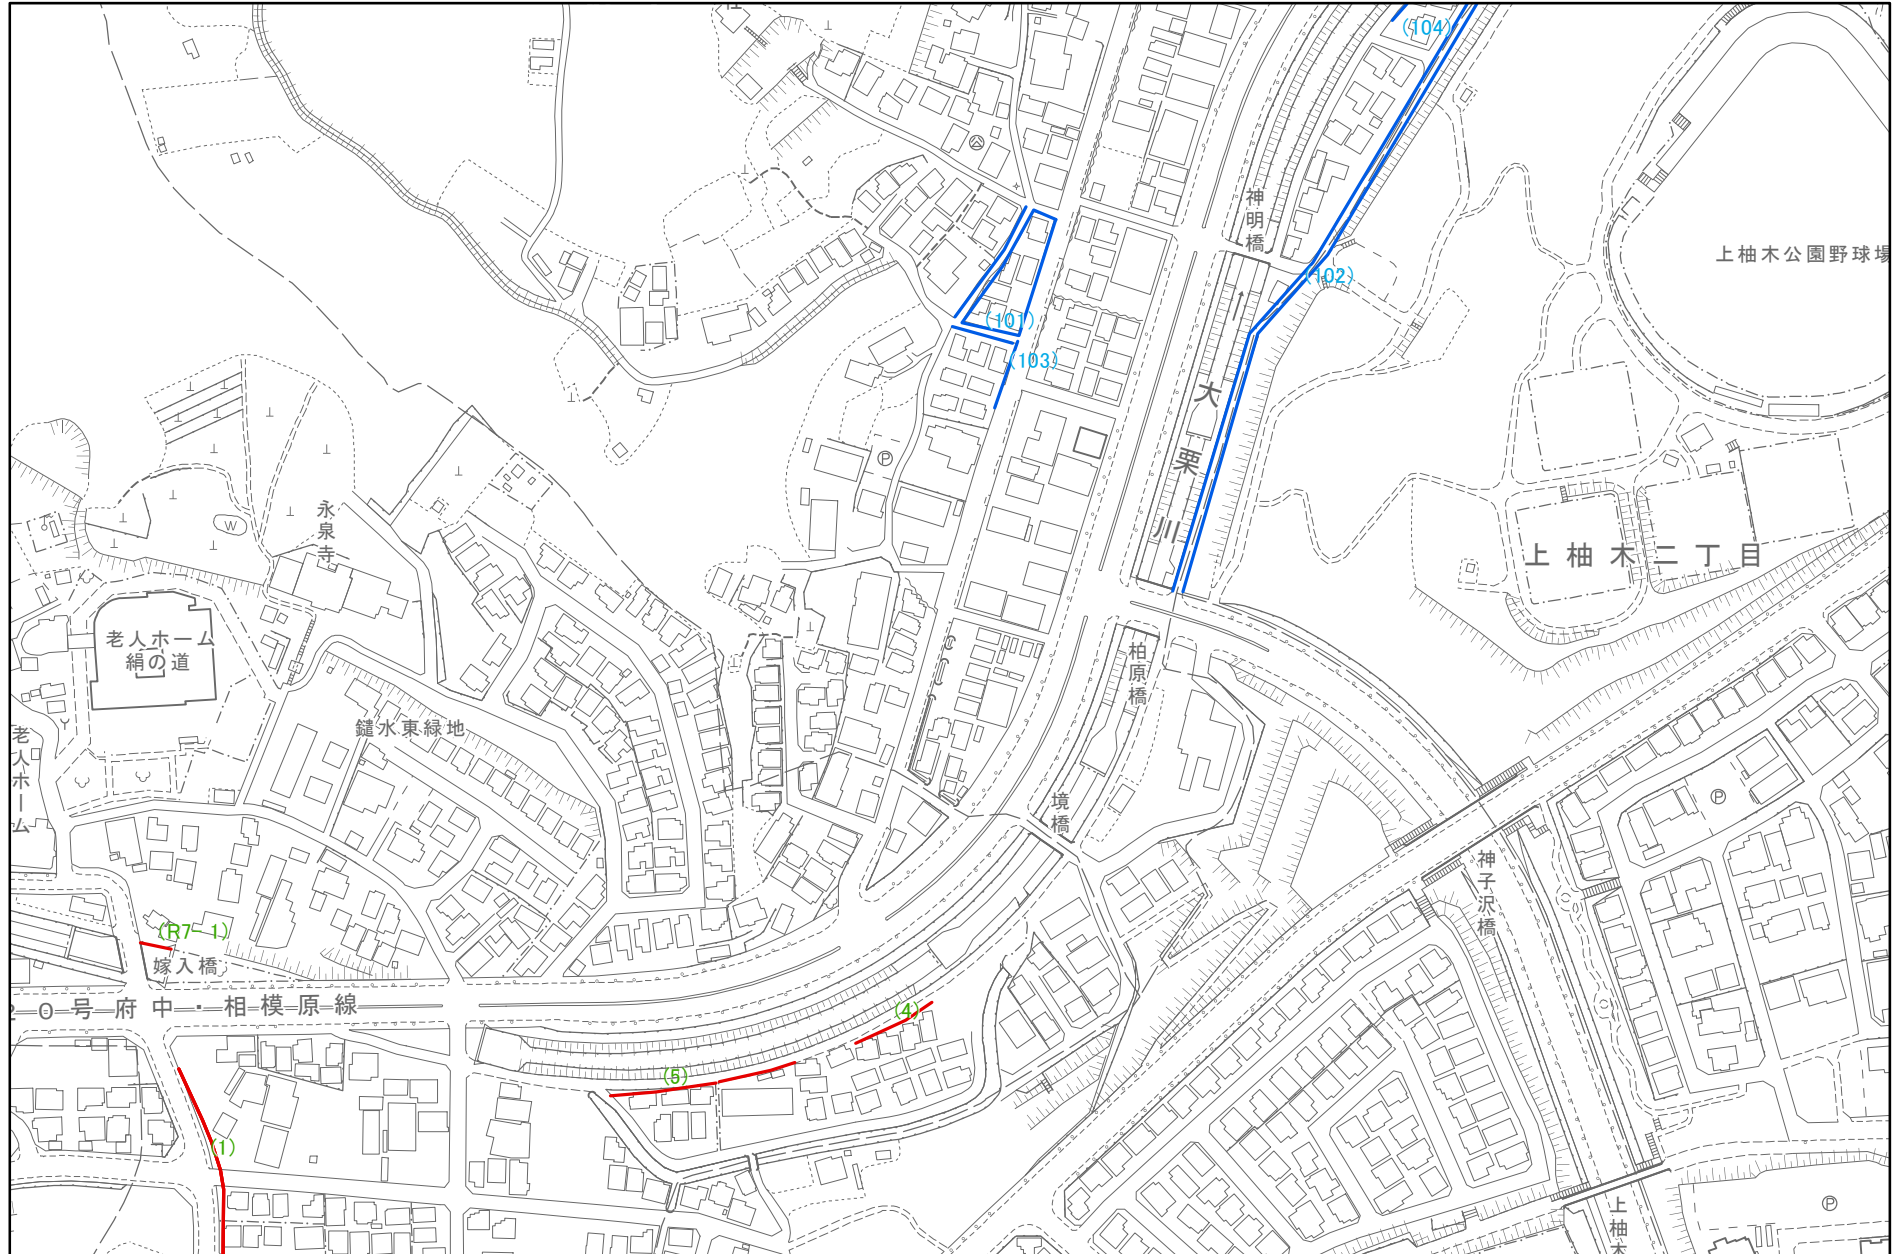 (104)
神明橋
上柚木公園野球場
(102)
(101)
(103)
大栗川
P
永泉寺
W
上柚木二丁目
老人ホーム
絹の道
柏原橋
鑓水東緑地
老人ホーム
境橋
P
神子沢橋
(R7-1)
嫁入橋
0号府中・相模原線
(4)
(5)
(1)
P
上柚木